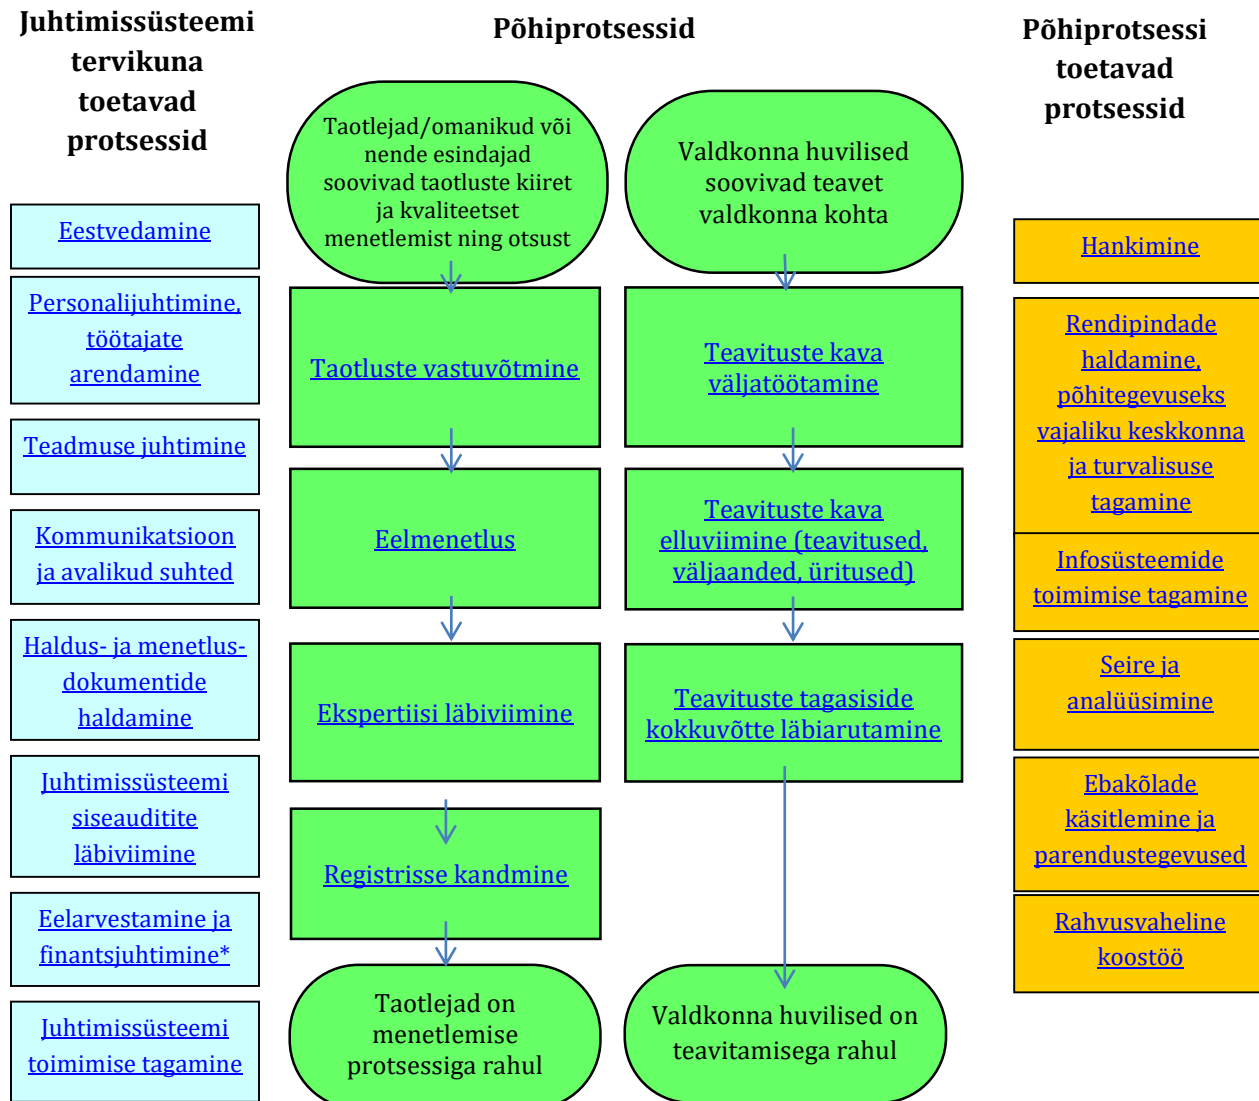 Juhtimissüsteemi
tervikuna
toetavad
protsessid
Eestvedamine
Personalijuhtimine,
töötajate
arendamine
Teadmuse juhtimine
Kommunikatsioon
ja avalikud suhted
Haldus- ja menetlus-
dokumentide
haldamine
Juhtimissüsteemi
siseauditite
läbiviimine
Eelarvestamine ja
finantsjuhtimine*
Juhtimissüsteemi
toimimise tagamine
Põhiprotsessid
Taotlejad/omanikud või
nende esindajad
soovivad taotluste kiiret
ja kvaliteetset
menetlemist ning otsust
Taotluste vastuvõtmine
Eelmenetlus
Ekspertiisi läbiviimine
Registrisse kandmine
Taotlejad on
menetlemise
protsessiga rahul
Valdkonna huvilised
soovivad teavet
valdkonna kohta
Teavituste kava
väljatöötamine
Teavituste kava
elluviimine (teavitused,
väljaanded, üritused)
Teavituste tagasiside
kokkuvõtte läbiarutamine
Valdkonna huvilised on
teavitamisega rahul
Põhiprotsessi
toetavad
protsessid
Hankimine
Rendipindade
haldamine,
põhitegevuseks
vajaliku keskkonna
ja turvalisuse
tagamine
Infosüsteemide
toimimise tagamine
Seire ja
analüüsimine
Ebakõlade
käsitlemine ja
parendustegevused
Rahvusvaheline
koostöö